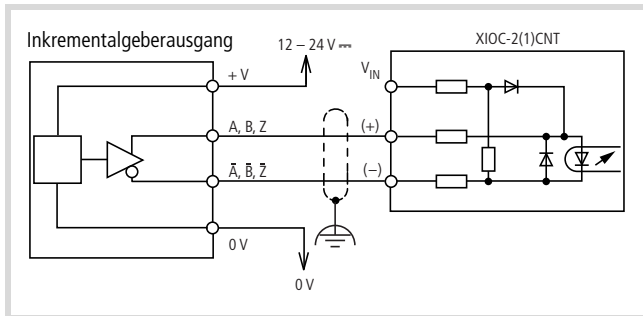 Inkrementalgeberausgang
12 – 24 V ⎓
XIOC-2(1)CNT
+ V
V_IN
A, B, Z
(+)
A̅, B̅, Z̅
(–)
0 V
0 V